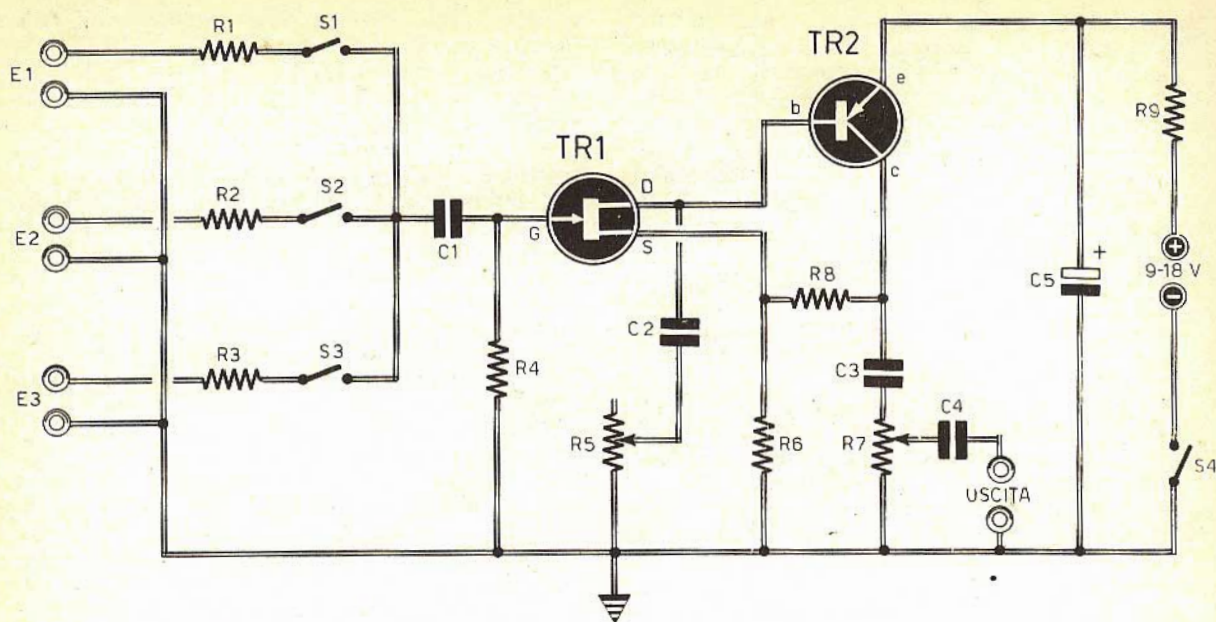 R1
S1
E1
TR2
e
b
c
R9
TR1
R2
S2
D
G
S
C1
E2
R8
+
9-18 V
C5
C2
R3
S3
R4
C3
E3
C4
R5
R6
R7
S4
USCITA